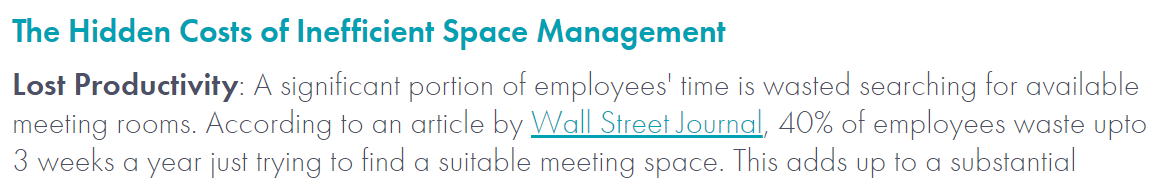 The Hidden Costs of Inefficient Space Management
Lost Productivity: A significant portion of employees' time is wasted searching for available
meeting rooms. According to an article by Wall Street Journal, 40% of employees waste upto
3 weeks a year just trying to find a suitable meeting space. This adds up to a substantial